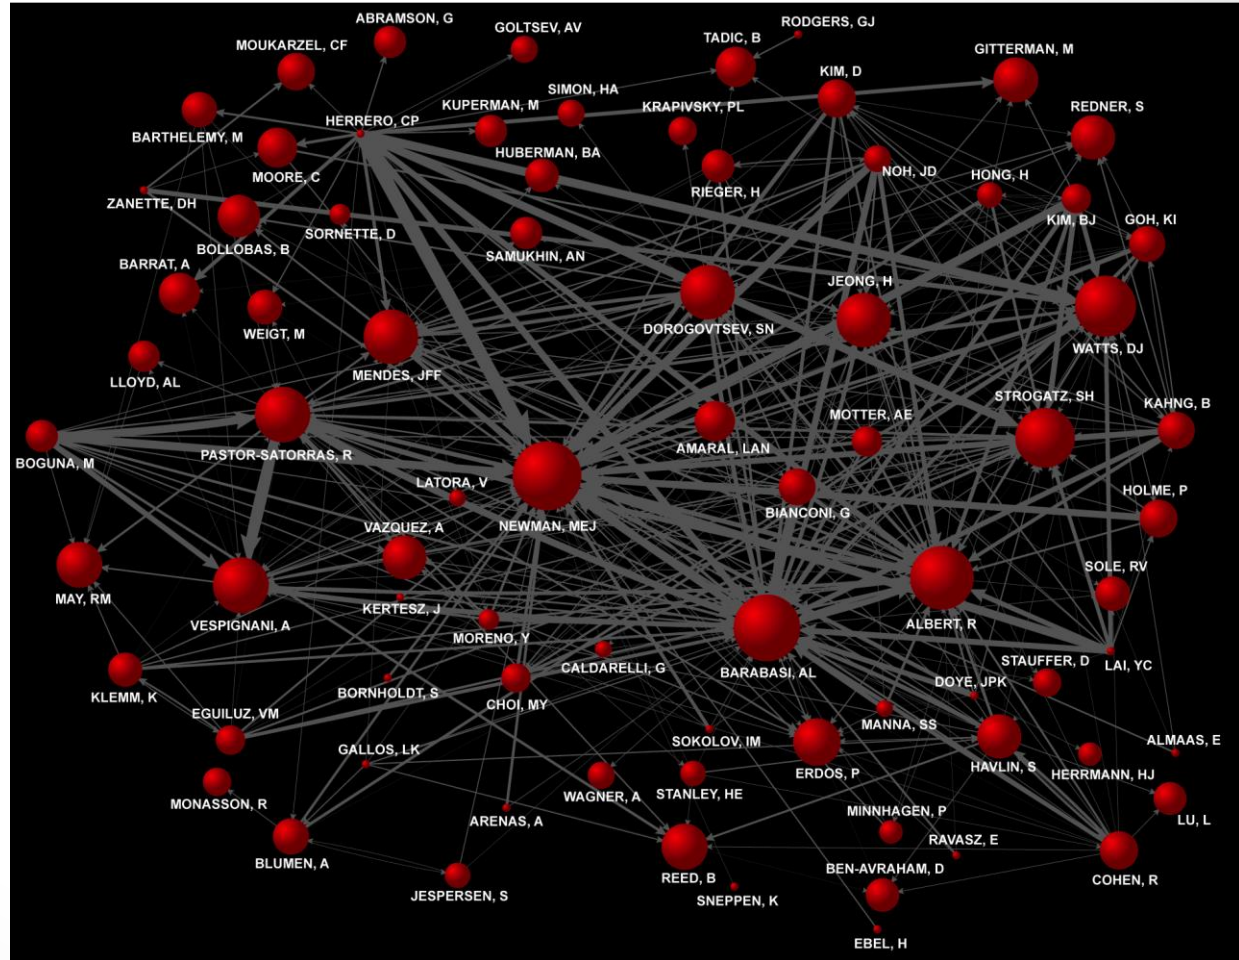 ABRAMSON, G
RODGERS, GJ
GOLTSEV, AV
TADIC, B
MOUKARZEL, CF
GITTERMAN, M
KIM, D
SIMON, HA
KUPERMAN, M
KRAPIVSKY, PL
REDNER, S
HERRERO, CP
BARTHELEMY, M
HUBERMAN, BA
MOORE, C
RIEGER, H
NOH, JD
HONG, H
ZANETTE, DH
KIM, BJ
GOH, KI
SORNETTE, D
BOLLOBAS, B
SAMUKHIN, AN
BARRAT, A
JEONG, H
DOROGOVTSEV, SN
WEIGT, M
WATTS, DJ
MENDES, JFF
LLOYD, AL
STROGATZ, SH
KAHNG, B
MOTTER, AE
AMARAL, LAN
PASTOR-SATORRAS, R
BOGUNA, M
LATORA, V
HOLME, P
BIANCONI, G
VAZQUEZ, A
NEWMAN, MEJ
SOLE, RV
MAY, RM
KERTESZ, J
VESPIGNANI, A
ALBERT, R
MORENO, Y
STAUFFER, D
LAI, YC
CALDARELLI, G
BARABASI, AL
DOYE, JPK
BORNHOLDT, S
KLEMM, K
CHOI, MY
EGUILUZ, VM
MANNA, SS
ALMAAS, E
SOKOLOV, IM
GALLOS, LK
ERDOS, P
HAVLIN, S
HERRMANN, HJ
STANLEY, HE
WAGNER, A
MONASSON, R
MINNHAGEN, P
LU, L
ARENAS, A
RAVASZ, E
BLUMEN, A
BEN-AVRAHAM, D
REED, B
COHEN, R
JESPERSEN, S
SNEPPEN, K
EBEL, H